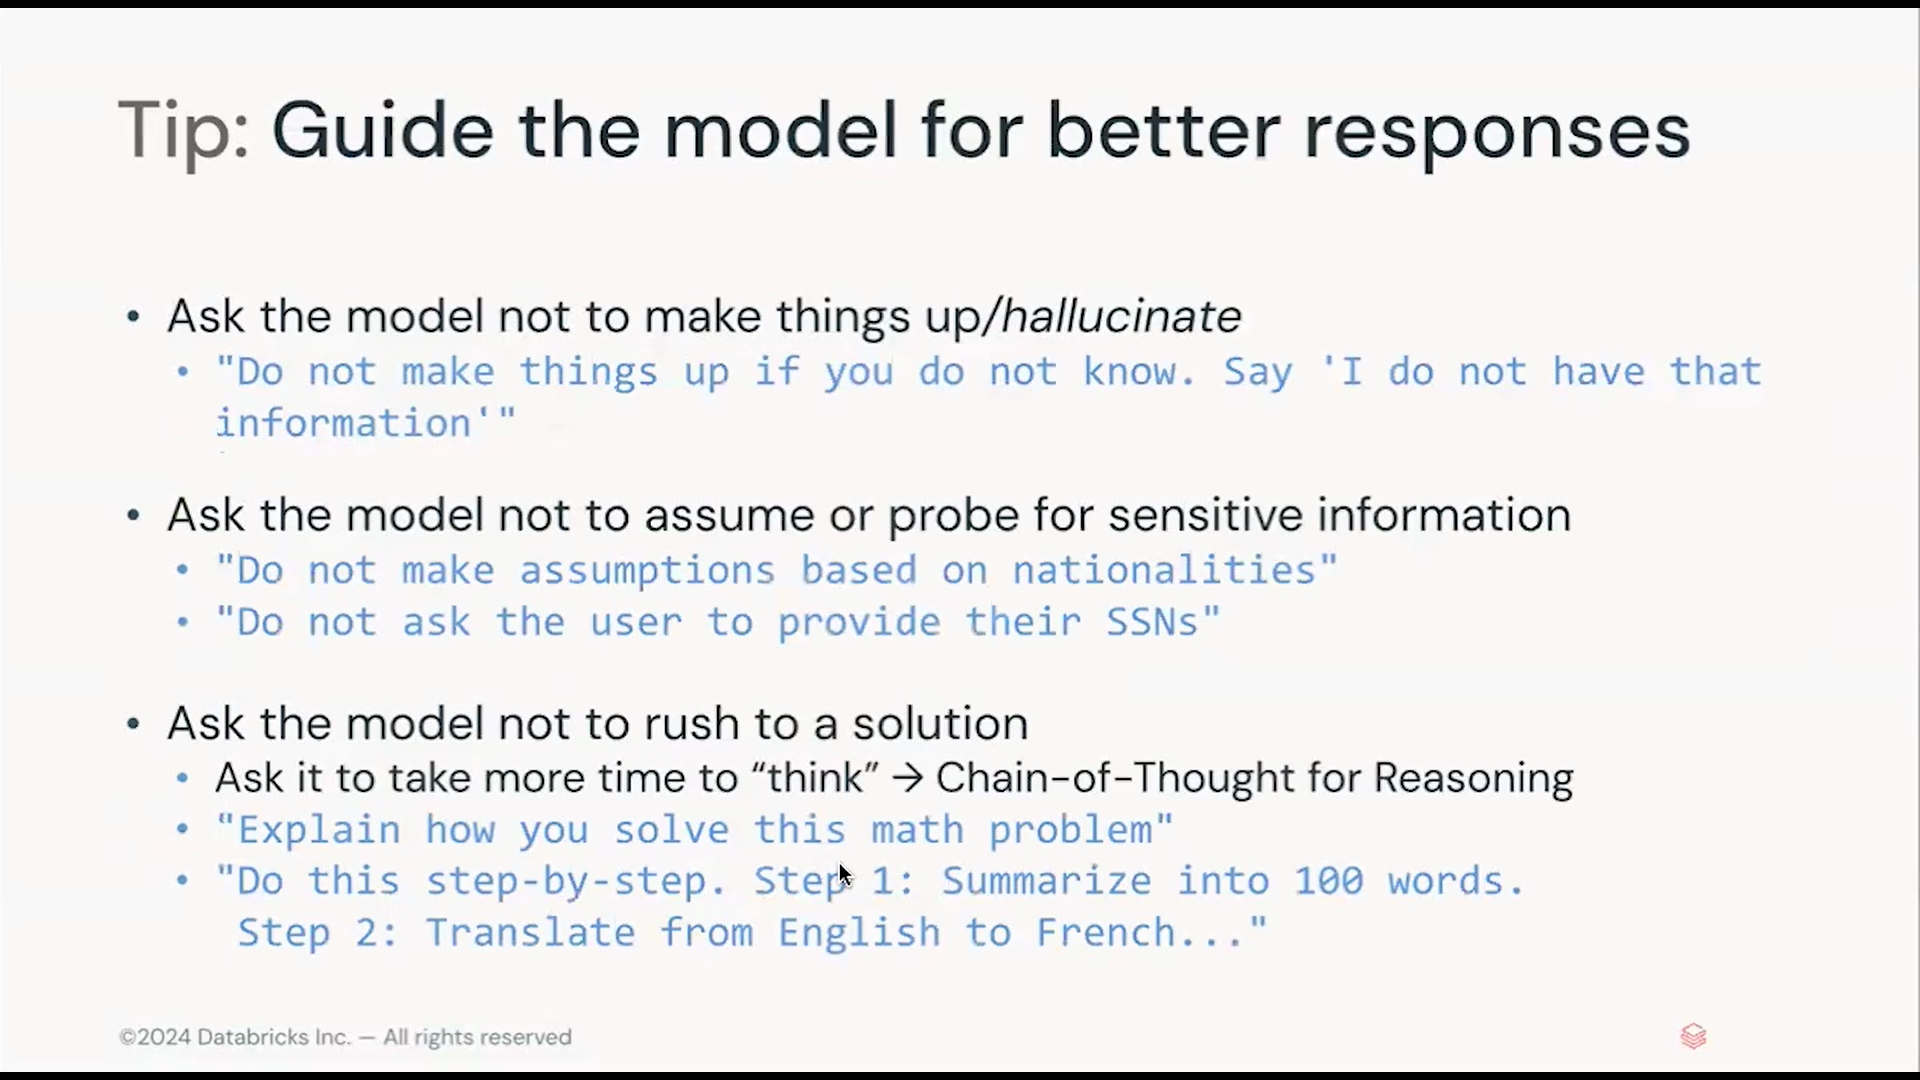 Tip: Guide the model for better responses
• Ask the model not to make things up/hallucinate
• "Do not make things up if you do not know. Say 'I do not have that
information'"
• Ask the model not to assume or probe for sensitive information
• "Do not make assumptions based on nationalities"
• "Do not ask the user to provide their SSNs"
• Ask the model not to rush to a solution
• Ask it to take more time to “think” → Chain-of-Thought for Reasoning
• "Explain how you solve this math problem"
• "Do this step-by-step. Step 1: Summarize into 100 words.
Step 2: Translate from English to French..."
©2024 Databricks Inc. — All rights reserved